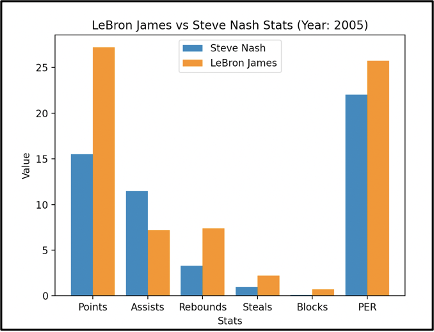 LeBron James vs Steve Nash Stats (Year: 2005)
Steve Nash
LeBron James
25
20
15
10
5
0
Value
Points Assists Rebounds Steals Blocks PER
Stats